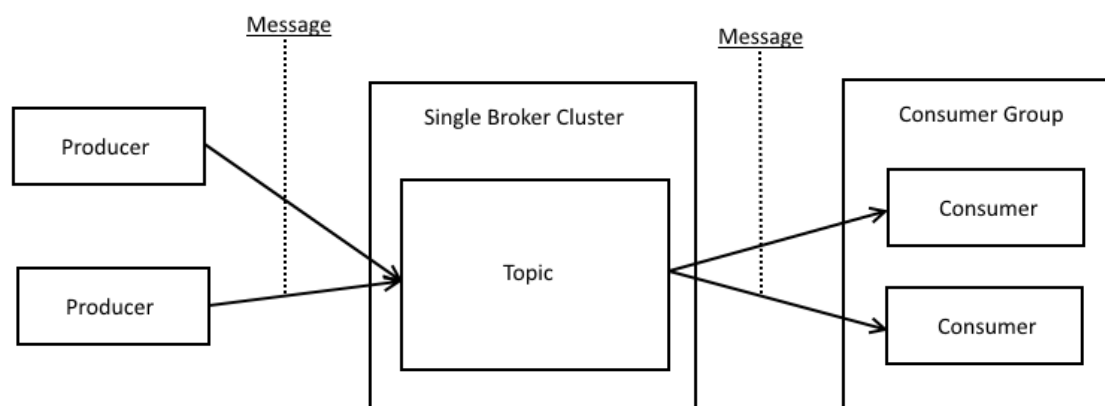 Message
Message
Single Broker Cluster
Consumer Group
Producer
Consumer
Topic
Producer
Consumer